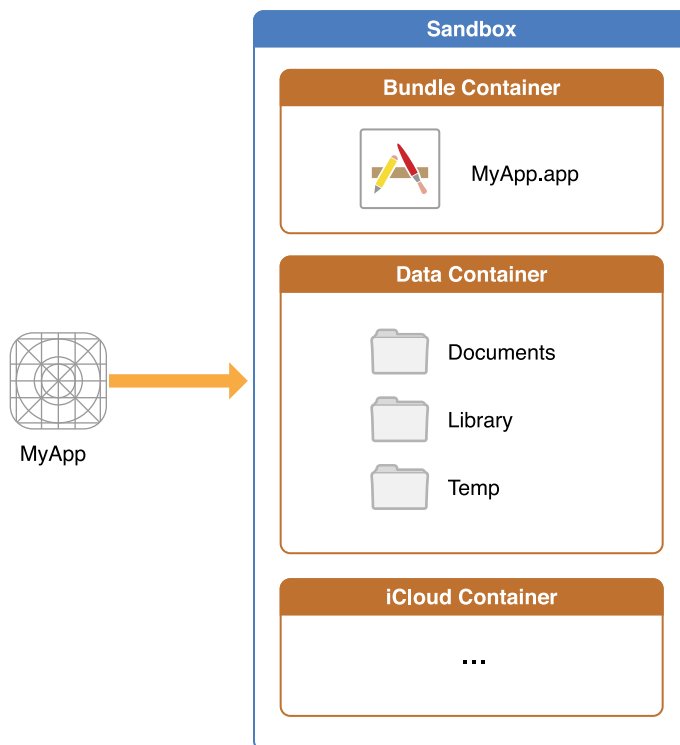 Sandbox
Bundle Container
MyApp.app
Data Container
Documents
Library
Temp
MyApp
iCloud Container
...